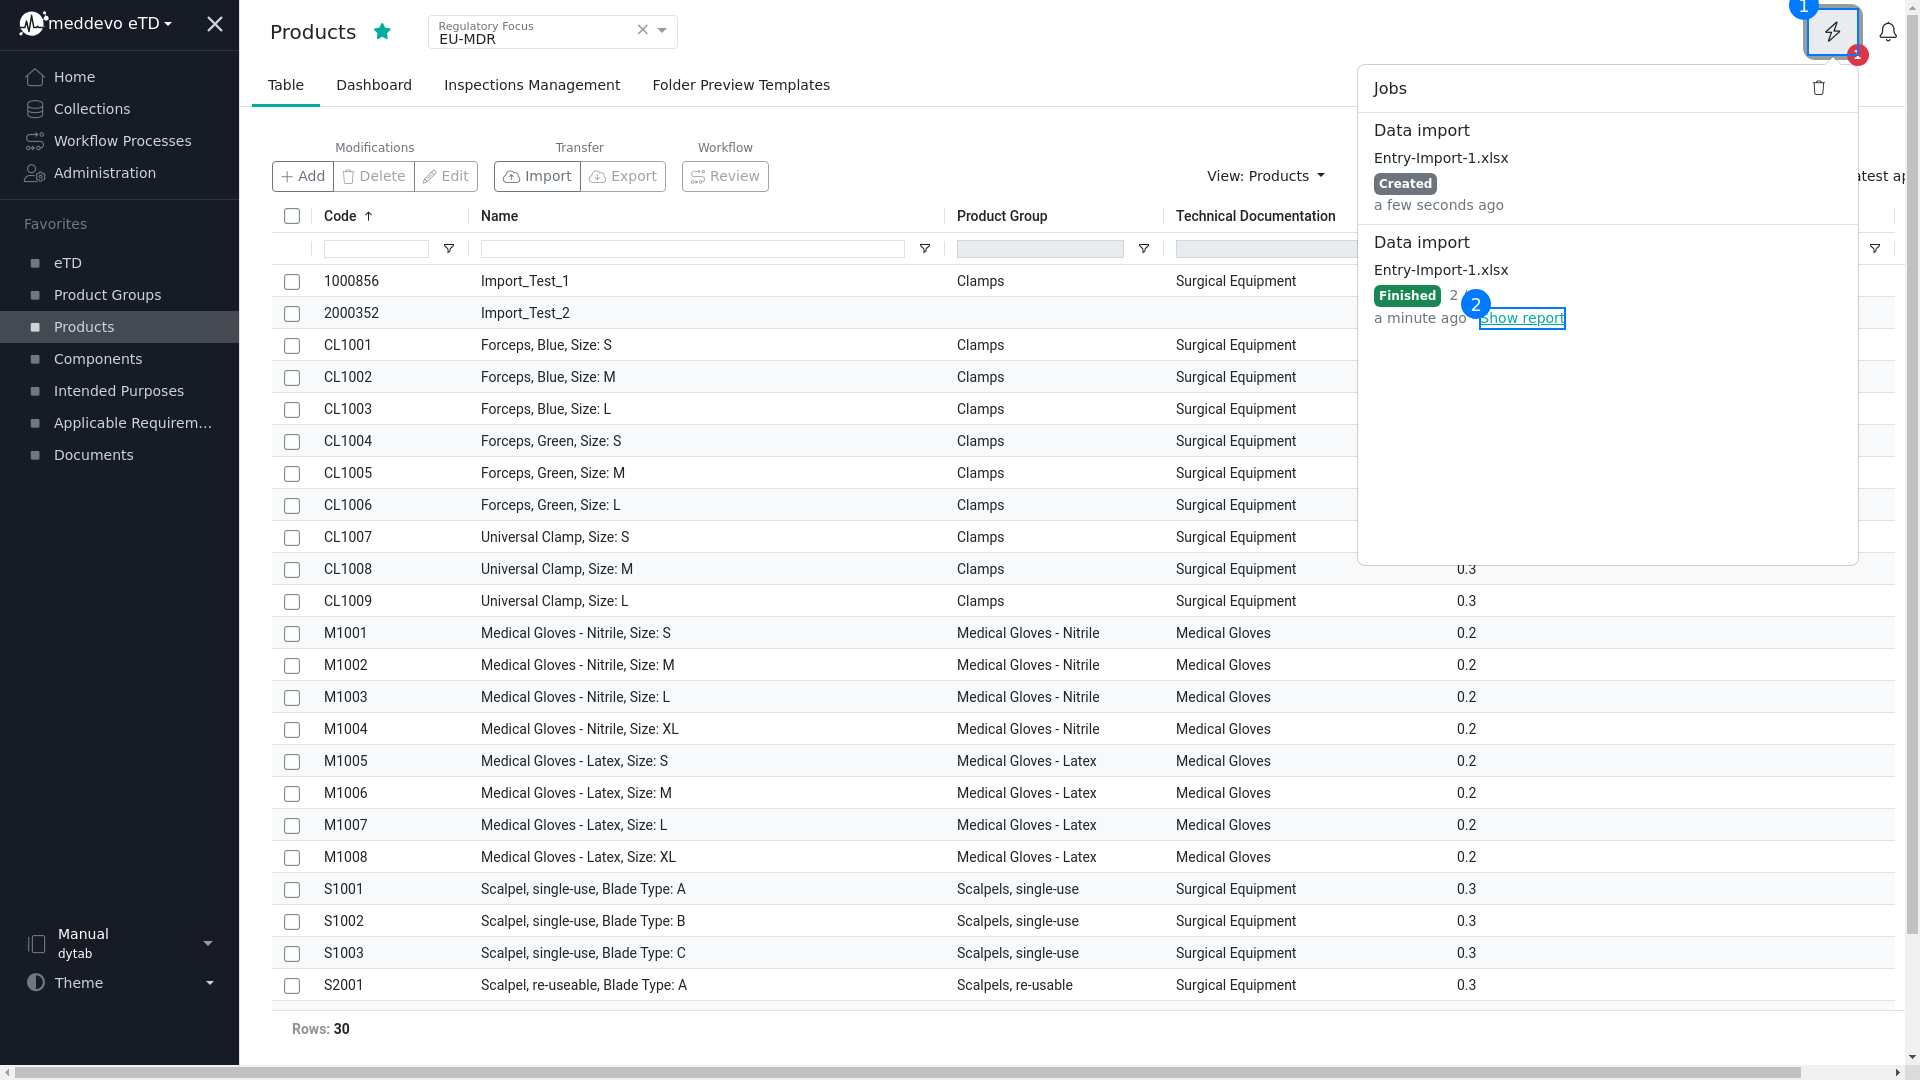 meddevo eTD
Home
Collections
Workflow Processes
Administration
Favorites
eTD
Product Groups
Products
Components
Intended Purposes
Applicable Requirem...
Documents
Manual
dytab
Theme
Products
Regulatory Focus
EU-MDR
1
Table
Dashboard
Inspections Management
Folder Preview Templates
Modifications
Transfer
Workflow
Add
Delete
Edit
Import
Export
Review
View: Products
atest ap
Code ↑
Name
Product Group
Technical Documentation
1000856 Import_Test_1 Clamps Surgical Equipment
2000352 Import_Test_2
CL1001 Forceps, Blue, Size: S Clamps Surgical Equipment
CL1002 Forceps, Blue, Size: M Clamps Surgical Equipment
CL1003 Forceps, Blue, Size: L Clamps Surgical Equipment
CL1004 Forceps, Green, Size: S Clamps Surgical Equipment
CL1005 Forceps, Green, Size: M Clamps Surgical Equipment
CL1006 Forceps, Green, Size: L Clamps Surgical Equipment
CL1007 Universal Clamp, Size: S Clamps Surgical Equipment
CL1008 Universal Clamp, Size: M Clamps Surgical Equipment 0.3
CL1009 Universal Clamp, Size: L Clamps Surgical Equipment 0.3
M1001 Medical Gloves - Nitrile, Size: S Medical Gloves - Nitrile Medical Gloves 0.2
M1002 Medical Gloves - Nitrile, Size: M Medical Gloves - Nitrile Medical Gloves 0.2
M1003 Medical Gloves - Nitrile, Size: L Medical Gloves - Nitrile Medical Gloves 0.2
M1004 Medical Gloves - Nitrile, Size: XL Medical Gloves - Nitrile Medical Gloves 0.2
M1005 Medical Gloves - Latex, Size: S Medical Gloves - Latex Medical Gloves 0.2
M1006 Medical Gloves - Latex, Size: M Medical Gloves - Latex Medical Gloves 0.2
M1007 Medical Gloves - Latex, Size: L Medical Gloves - Latex Medical Gloves 0.2
M1008 Medical Gloves - Latex, Size: XL Medical Gloves - Latex Medical Gloves 0.2
S1001 Scalpel, single-use, Blade Type: A Scalpels, single-use Surgical Equipment 0.3
S1002 Scalpel, single-use, Blade Type: B Scalpels, single-use Surgical Equipment 0.3
S1003 Scalpel, single-use, Blade Type: C Scalpels, single-use Surgical Equipment 0.3
S2001 Scalpel, re-useable, Blade Type: A Scalpels, re-usable Surgical Equipment 0.3
Rows: 30
Jobs
Data import
Entry-Import-1.xlsx
Created
a few seconds ago
Data import
Entry-Import-1.xlsx
Finished 2
2
a minute ago Show report